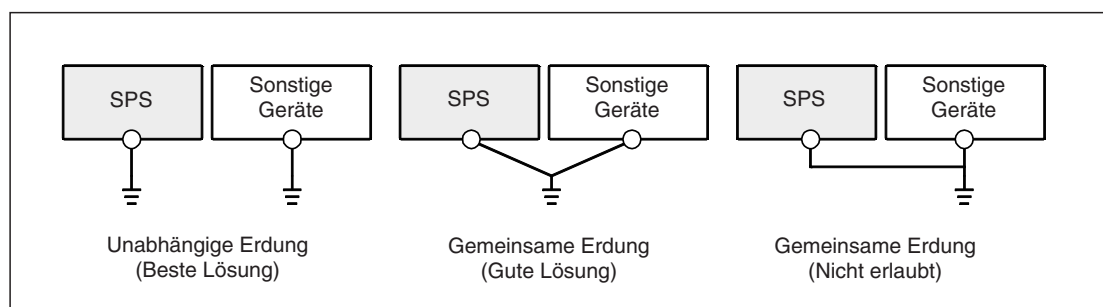 SPS
Sonstige
Geräte
SPS
Sonstige
Geräte
SPS
Sonstige
Geräte
Unabhängige Erdung
(Beste Lösung)
Gemeinsame Erdung
(Gute Lösung)
Gemeinsame Erdung
(Nicht erlaubt)